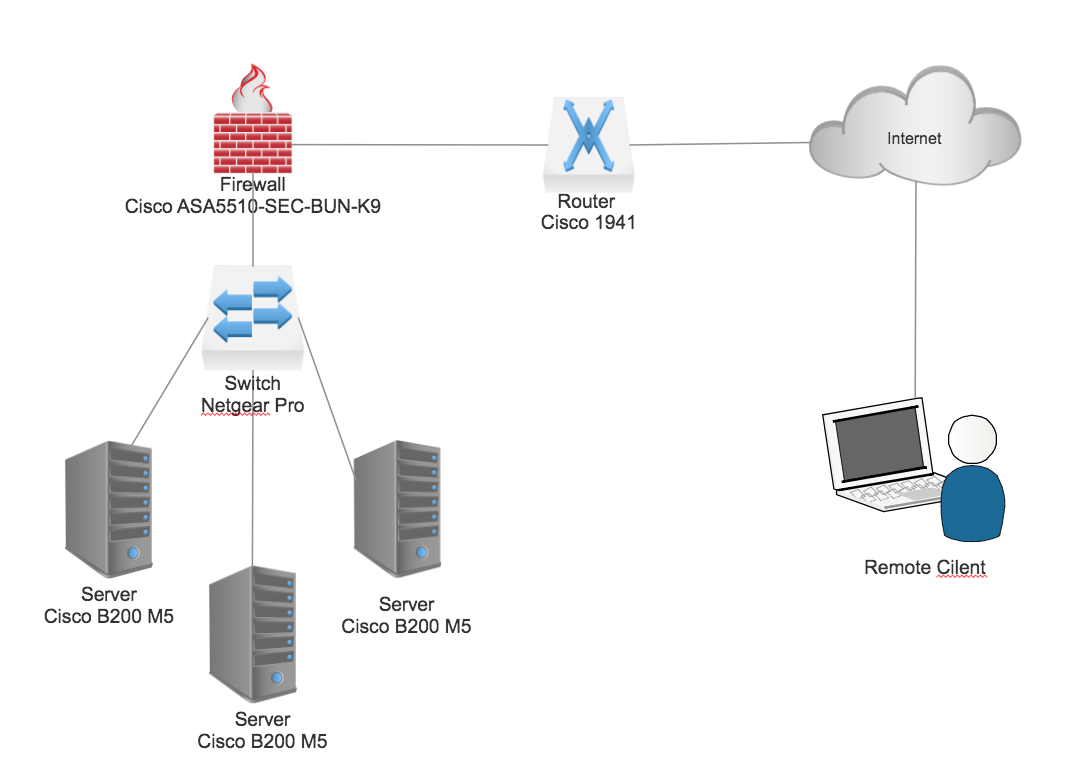 Internet
Firewall
Cisco ASA5510-SEC-BUN-K9
Router
Cisco 1941
Switch
Netgear Pro
Remote Cilent
Server
Cisco B200 M5
Server
Cisco B200 M5
Server
Cisco B200 M5